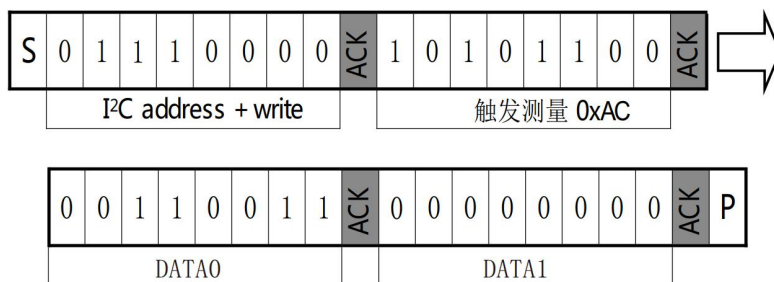 S 0 1 1 1 0 0 0 0 ACK 1 0 1 0 1 1 0 0 ACK
I²C address + write 触发测量 0xAC
0 0 1 1 0 0 1 1 ACK 0 0 0 0 0 0 0 0 ACK P
DATA0 DATA1